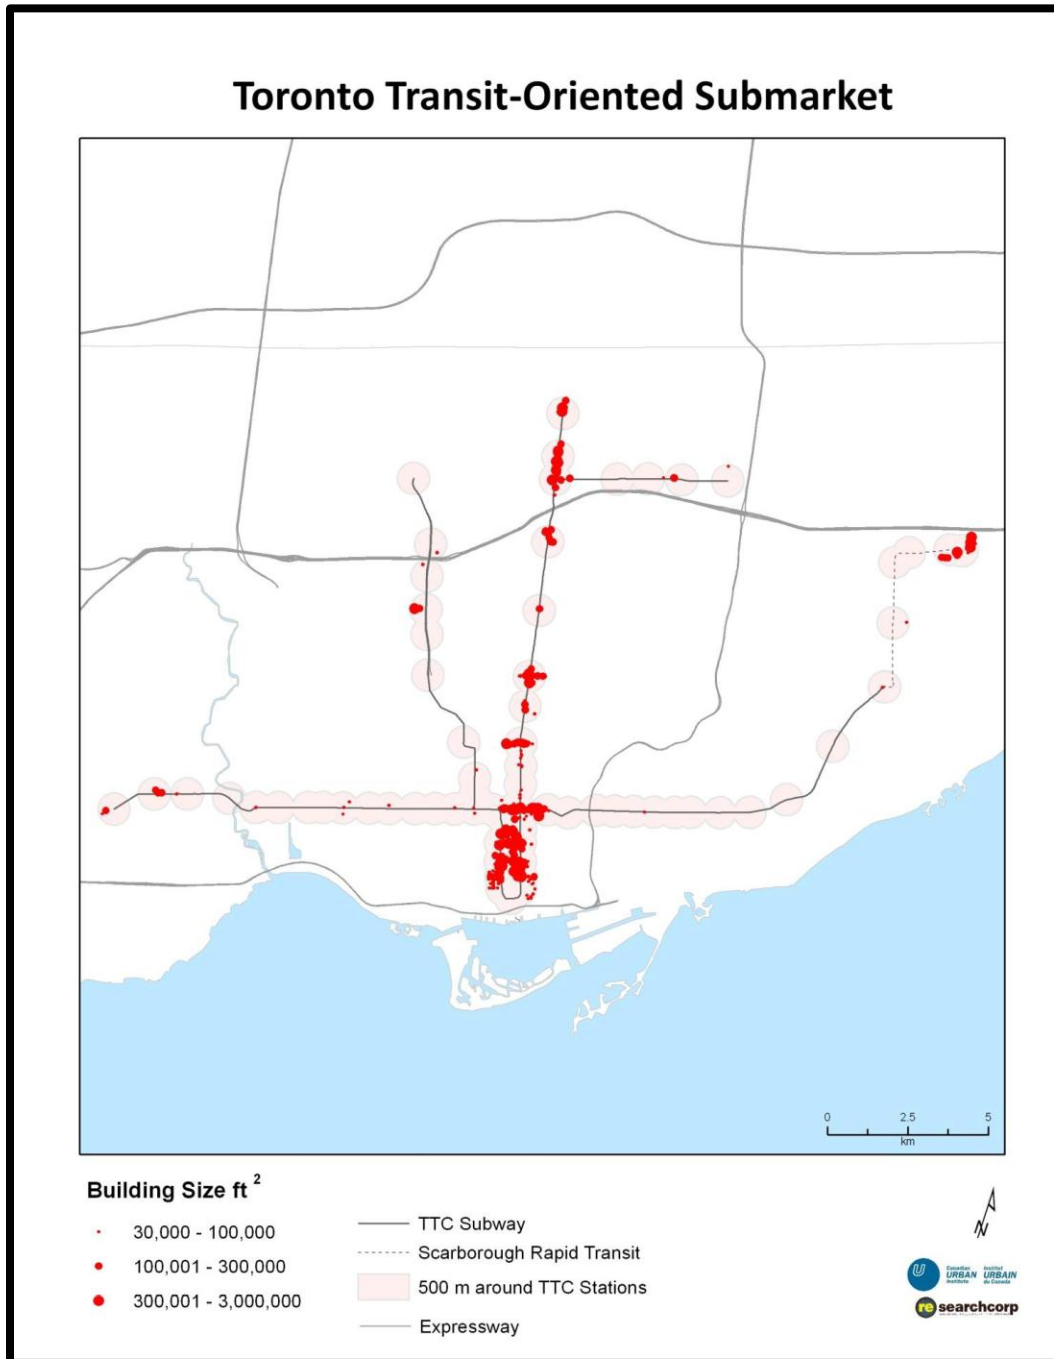 Toronto Transit-Oriented Submarket
0 2.5 5
km
Building Size ft 2
30,000 - 100,000
100,001 - 300,000
300,001 - 3,000,000
TTC Subway
Scarborough Rapid Transit
500 m around TTC Stations
Expressway
N
U
Canadian Institut
URBAN URBAIN
Institute du Canada
re searchcorp